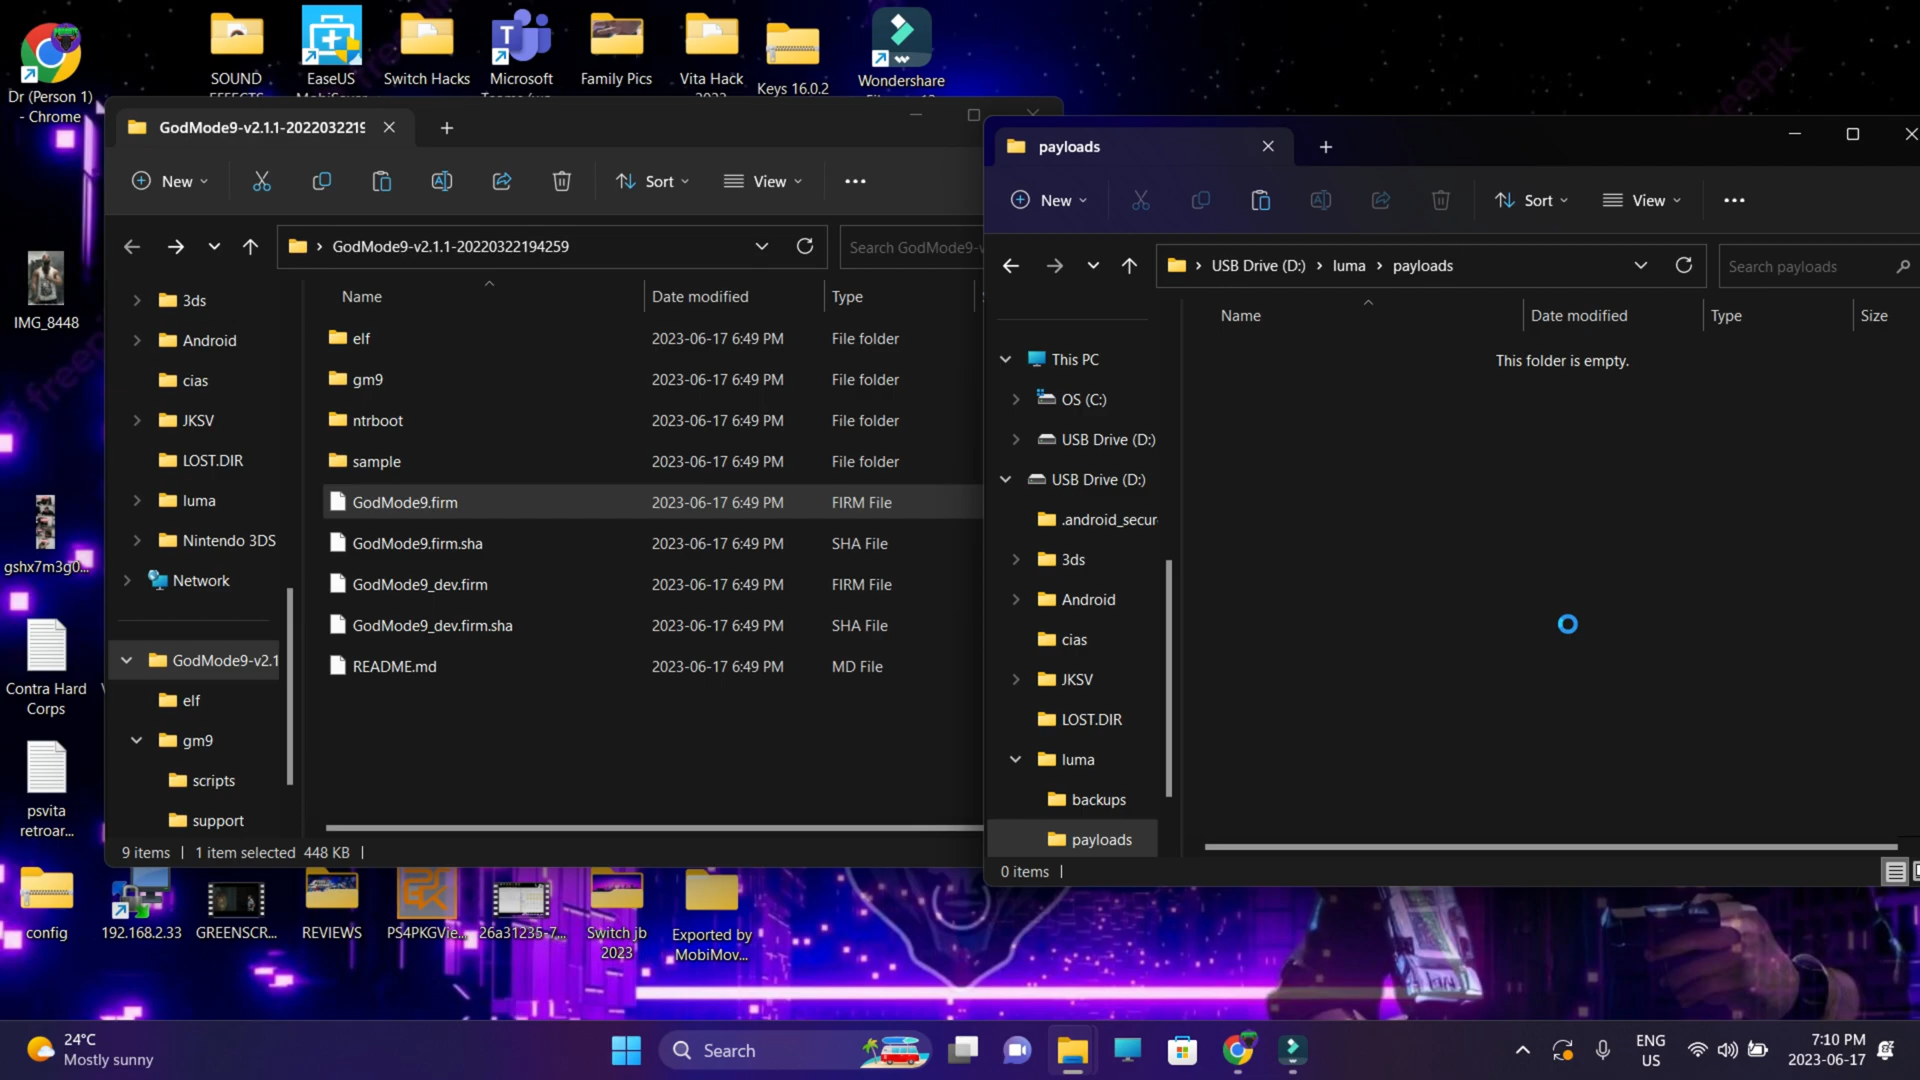 Dr (Person 1)
- Chrome
SOUND
EaseUS
Switch Hacks
Microsoft
Family Pics
Vita Hack
Keys 16.0.2
Wondershare
freepik
IMG_8448
gshx7m3g0...
Contra Hard
Corps
psvita
retroar...
config
192.168.2.33
GREENSCR...
REVIEWS
PS4PKGVie...
26a31235-7...
Switch jb
2023
Exported by
MobiMov...
GodMode9-v2.1.1-2022032219
New
Sort
View
GodMode9-v2.1.1-20220322194259
Search GodMode9-v
3ds
Android
cias
JKSV
LOST.DIR
luma
Nintendo 3DS
Network
GodMode9-v2.1
elf
gm9
scripts
support
Name Date modified Type
elf 2023-06-17 6:49 PM File folder
gm9 2023-06-17 6:49 PM File folder
ntrboot 2023-06-17 6:49 PM File folder
sample 2023-06-17 6:49 PM File folder
GodMode9.firm 2023-06-17 6:49 PM FIRM File
GodMode9.firm.sha 2023-06-17 6:49 PM SHA File
GodMode9_dev.firm 2023-06-17 6:49 PM FIRM File
GodMode9_dev.firm.sha 2023-06-17 6:49 PM SHA File
README.md 2023-06-17 6:49 PM MD File
9 items | 1 item selected 448 KB |
payloads
New
Sort
View
USB Drive (D:) > luma > payloads
Search payloads
This PC
OS (C:)
USB Drive (D:)
USB Drive (D:)
.android_secur
3ds
Android
cias
JKSV
LOST.DIR
luma
backups
payloads
Name Date modified Type Size
This folder is empty.
0 items |
24°C
Mostly sunny
Search
ENG
US
7:10 PM
2023-06-17